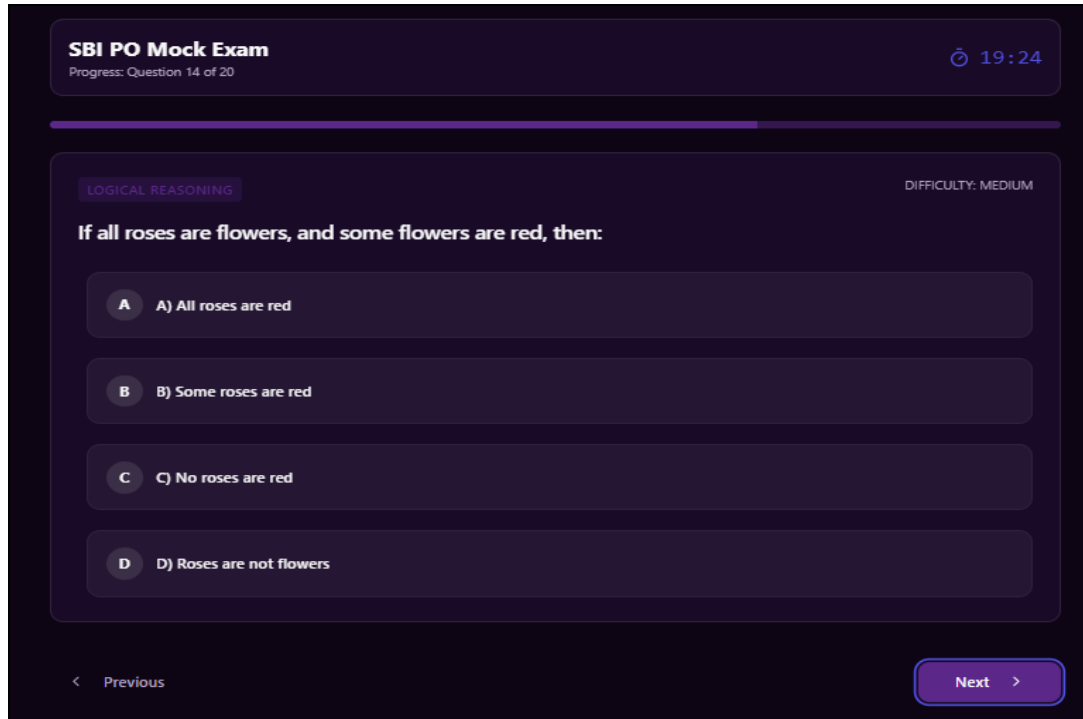 SBI PO Mock Exam
Progress: Question 14 of 20
19:24
LOGICAL REASONING
DIFFICULTY: MEDIUM
If all roses are flowers, and some flowers are red, then:
A A) All roses are red
B B) Some roses are red
C C) No roses are red
D D) Roses are not flowers
< Previous
Next >